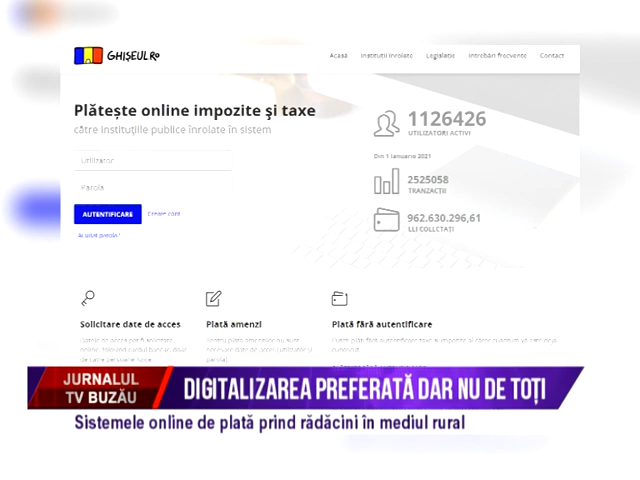 GHIȘEUL.RO
Acasă Instituții înrolate Legislație Întrebări frecvente Contact
Plătește online impozite și taxe
către instituțiile publice înrolate în sistem
1126426
UTILIZATORI ACTIVI
Utilizator
Din 1 Ianuarie 2021
Parola
2525058
TRANZACȚII
AUTENTIFICARE Creare cont
962.630.296,61
LEI COLECTAȚI
Ai uitat parola?
Solicitare date de acces Plată amenzi Plată fără autentificare
JURNALUL
TV BUZĂU
DIGITALIZAREA PREFERATĂ DAR NU DE TOȚI
Sistemele online de plată prind rădăcini în mediul rural